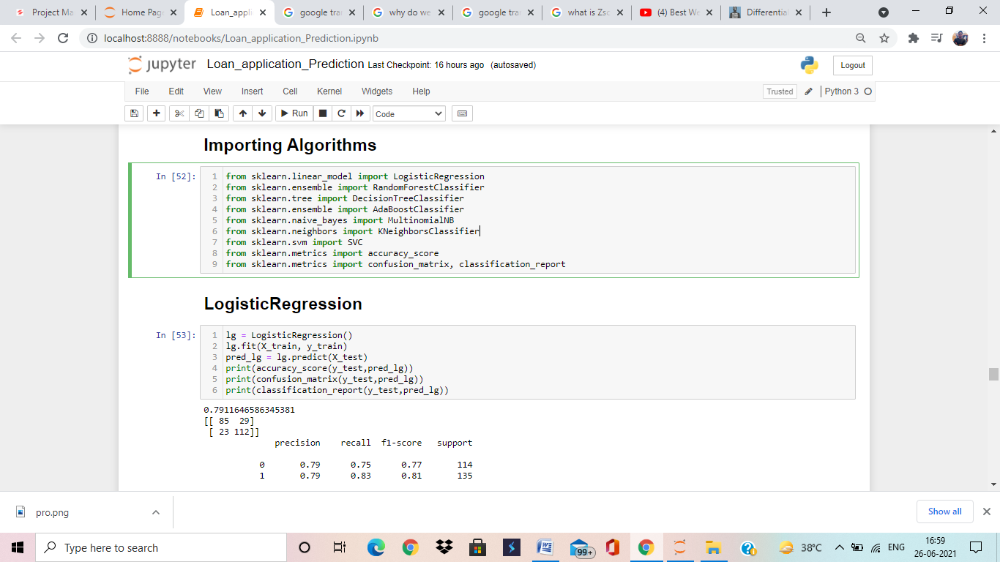 Project Ma
Home Pag
Loan_appli
google tra
why do we
google tra
what is Zsc
(4) Best We
Differentia
localhost:8888/notebooks/Loan_application_Prediction.ipynb
jupyter Loan_application_Prediction Last Checkpoint: 16 hours ago (autosaved)
Logout
File Edit View Insert Cell Kernel Widgets Help
Trusted Python 3
Run Code
Importing Algorithms
In [52]:
1 from sklearn.linear_model import LogisticRegression
2 from sklearn.ensemble import RandomForestClassifier
3 from sklearn.tree import DecisionTreeClassifier
4 from sklearn.ensemble import AdaBoostClassifier
5 from sklearn.naive_bayes import MultinomialNB
6 from sklearn.neighbors import KNeighborsClassifier
7 from sklearn.svm import SVC
8 from sklearn.metrics import accuracy_score
9 from sklearn.metrics import confusion_matrix, classification_report
LogisticRegression
In [53]:
1 lg = LogisticRegression()
2 lg.fit(X_train, y_train)
3 pred_lg = lg.predict(X_test)
4 print(accuracy_score(y_test,pred_lg))
5 print(confusion_matrix(y_test,pred_lg))
6 print(classification_report(y_test,pred_lg))
0.7911646586345381
[[ 85 29]
[ 23 112]]
precision recall f1-score support
0 0.79 0.75 0.77 114
1 0.79 0.83 0.81 135
pro.png
Show all
Type here to search
99+
38°C
ENG
16:59
26-06-2021